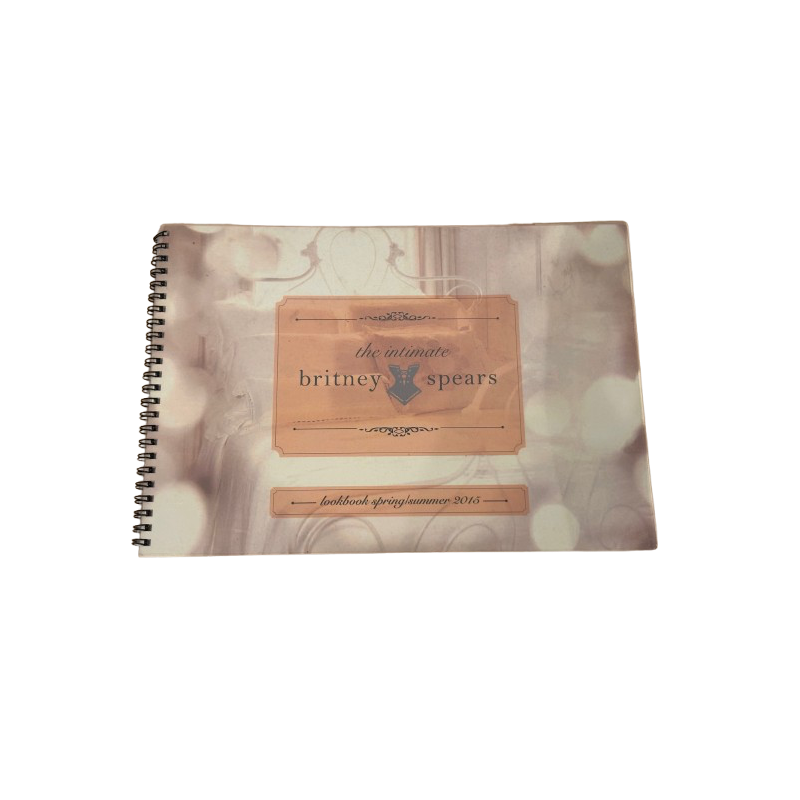 the intimate
britney spears
lookbook spring/summer 2015